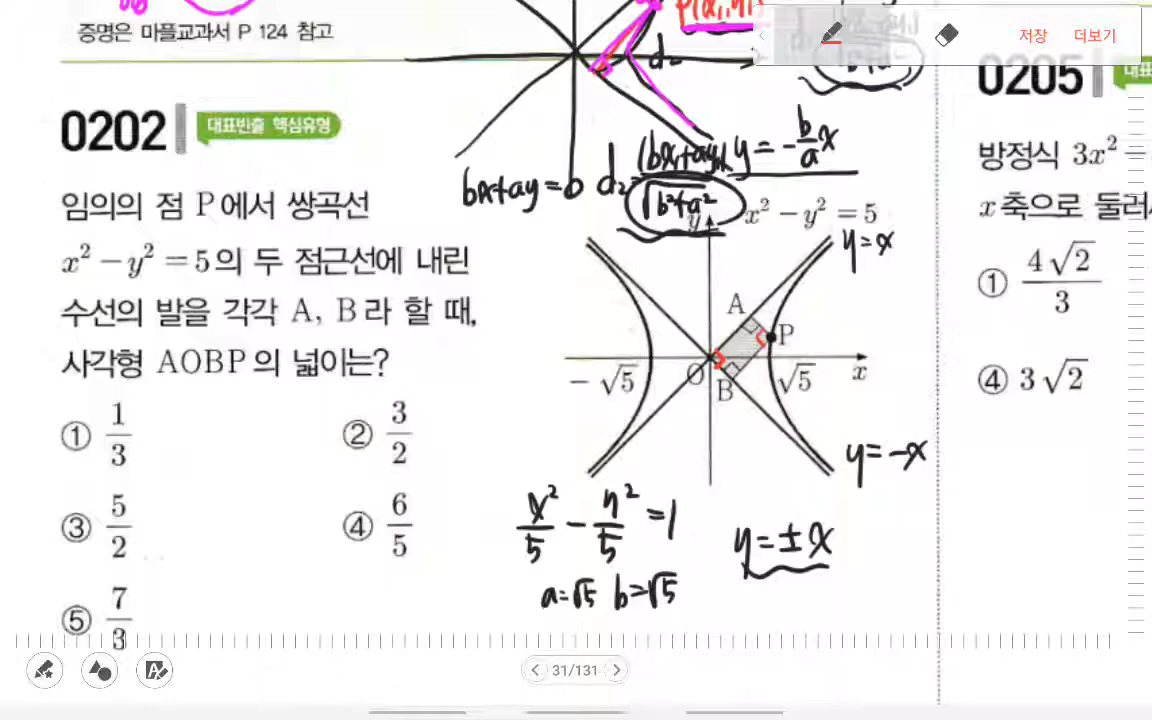 증명은 마플교과서 P 124 참고
d₂
저장 더보기
0202 대표빈출 핵심유형
임의의 점 P에서 쌍곡선
x² − y² = 5의 두 점근선에 내린
수선의 발을 각각 A, B라 할 때,
사각형 AOBP의 넓이는?
① 1/3 ② 3/2
③ 5/2 ④ 6/5
⑤ 7/3
bx+ay=0 d₂ |bx₁+ay₁| / √b²+a² y = -b/a x
y x² − y² = 5
y=x
A P
− √5 O B √5 x
y=-x
x²/5 − y²/5 = 1
y=±x
a=√5 b=√5
0205
방정식 3x²
x축으로 둘러
① 4√2/3
④ 3√2
31/131